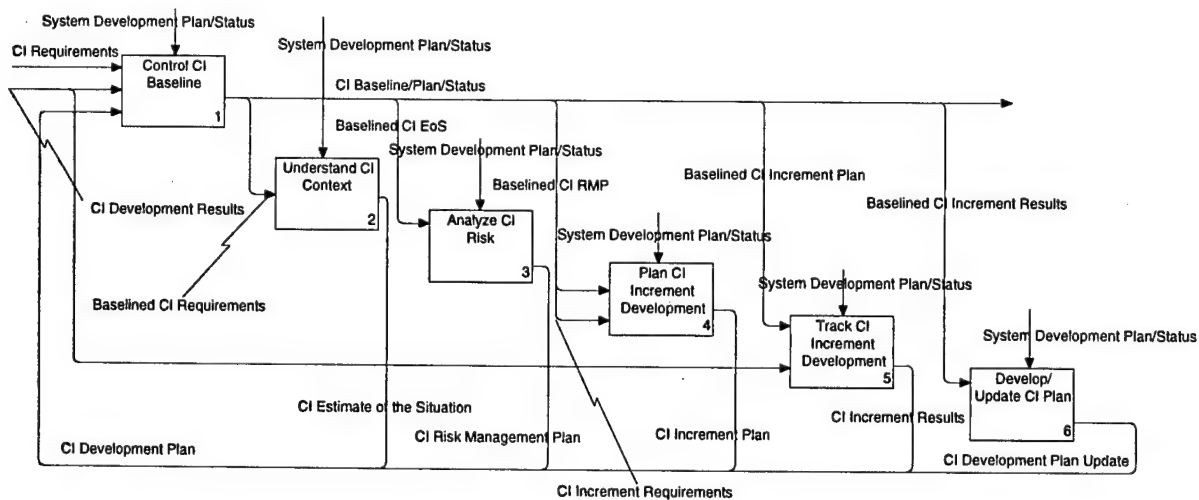 System Development Plan/Status
CI Requirements
Control CI
Baseline
1
System Development Plan/Status
CI Baseline/Plan/Status
Baselined CI EoS
Understand CI
Context
2
System Development Plan/Status
Baselined CI RMP
Baselined CI Increment Plan
Baselined CI Increment Results
CI Development Results
Analyze CI
Risk
3
System Development Plan/Status
Baselined CI Requirements
Plan CI
Increment
Development
4
System Development Plan/Status
Track CI
Increment
Development
5
System Development Plan/Status
Develop/
Update CI Plan
6
CI Estimate of the Situation
CI Increment Results
CI Development Plan
CI Risk Management Plan
CI Increment Plan
CI Development Plan Update
CI Increment Requirements